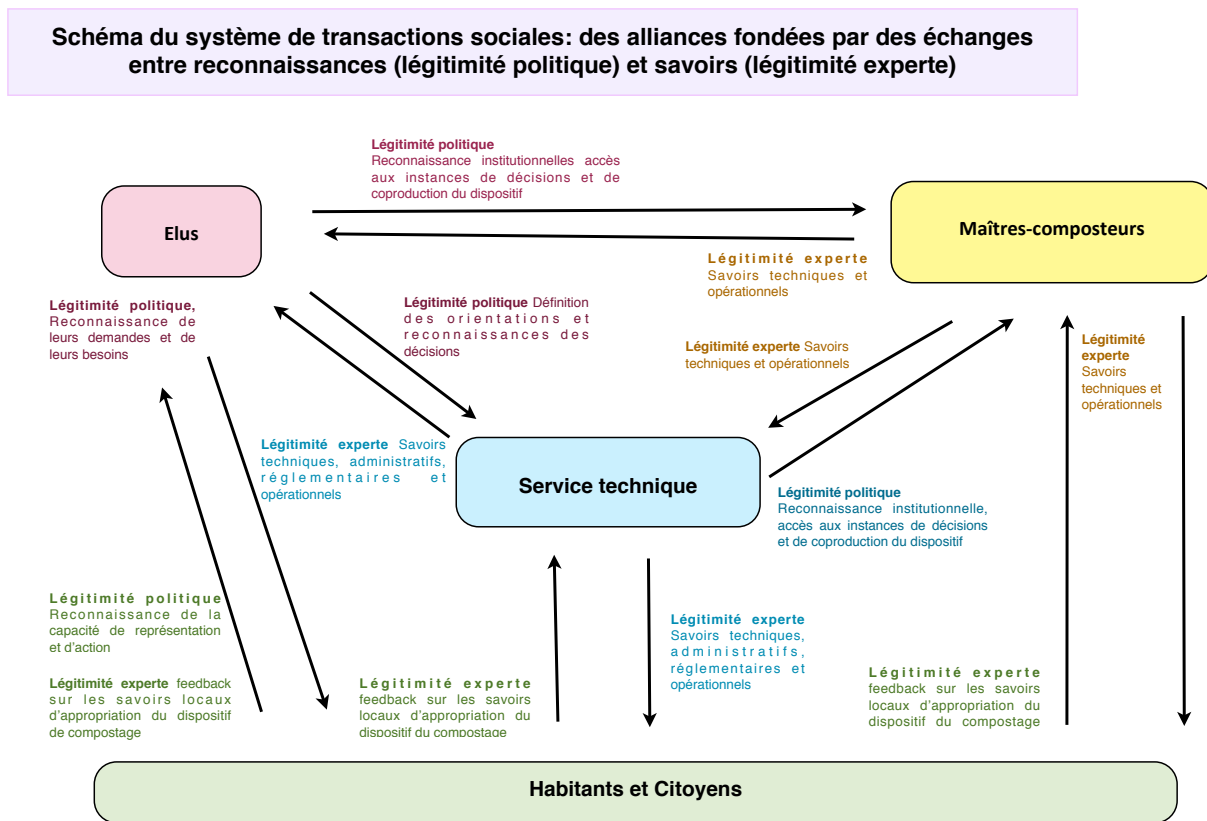 Schéma du système de transactions sociales: des alliances fondées par des échanges
entre reconnaissances (légitimité politique) et savoirs (légitimité experte)
Légitimité politique
Reconnaissance institutionnelles accès
aux instances de décisions et de
coproduction du dispositif
Elus
Maîtres-composteurs
Légitimité experte
Savoirs techniques et
opérationnels
Légitimité politique,
Reconnaissance de
leurs demandes et de
leurs besoins
Légitimité politique Définition
des orientations et
reconnaissances des
décisions
Légitimité experte Savoirs
techniques et opérationnels
Légitimité
experte
Savoirs
techniques et
opérationnels
Légitimité experte Savoirs
techniques, administratifs,
réglementaires et
opérationnels
Service technique
Légitimité politique
Reconnaissance institutionnelle,
accès aux instances de décisions
et de coproduction du dispositif
Légitimité politique
Reconnaissance de la
capacité de représentation
et d'action
Légitimité experte feedback
sur les savoirs locaux
d'appropriation du dispositif
de compostage
Légitimité experte
feedback sur les savoirs
locaux d'appropriation du
dispositif du compostage
Légitimité experte
Savoirs techniques,
administratifs,
réglementaires et
opérationnels
Légitimité experte
feedback sur les savoirs
locaux d'appropriation du
dispositif du compostage
Habitants et Citoyens